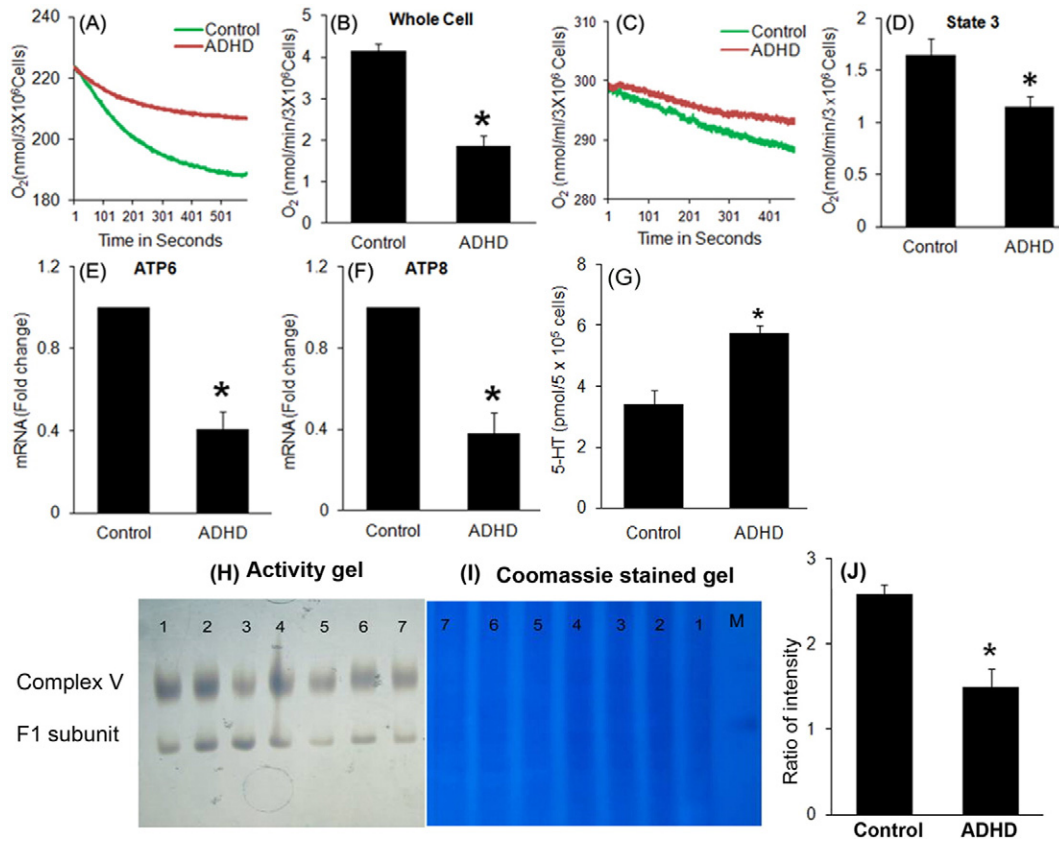 (A)
Control
ADHD
240
220
200
180
O2(nmol/3X10⁶Cells)
1 101 201 301 401 501
Time in Seconds
(B) Whole Cell
5
4
3
2
1
0
O2 (nmol/min/3X10⁶Cells)
*
Control ADHD
(C)
Control
ADHD
310
300
290
280
O2 (nmol/ml/3X10⁶Cells)
1 101 201 301 401
Time in Seconds
(D) State 3
2
1.5
1
0.5
0
O2(nmol/min/3 x 10⁶ Cells)
*
Control ADHD
(E) ATP6
1.2
0.8
0.4
0
mRNA(Fold change)
*
Control ADHD
(F) ATP8
1.2
0.8
0.4
0
mRNA(Fold change)
*
Control ADHD
(G)
8
6
4
2
0
5-HT (pmol/5 x 10⁵ cells)
*
Control ADHD
(H) Activity gel
1 2 3 4 5 6 7
Complex V
F1 subunit
(I) Coomassie stained gel
7 6 5 4 3 2 1 M
(J)
3
2
1
0
Ratio of intensity
*
Control ADHD